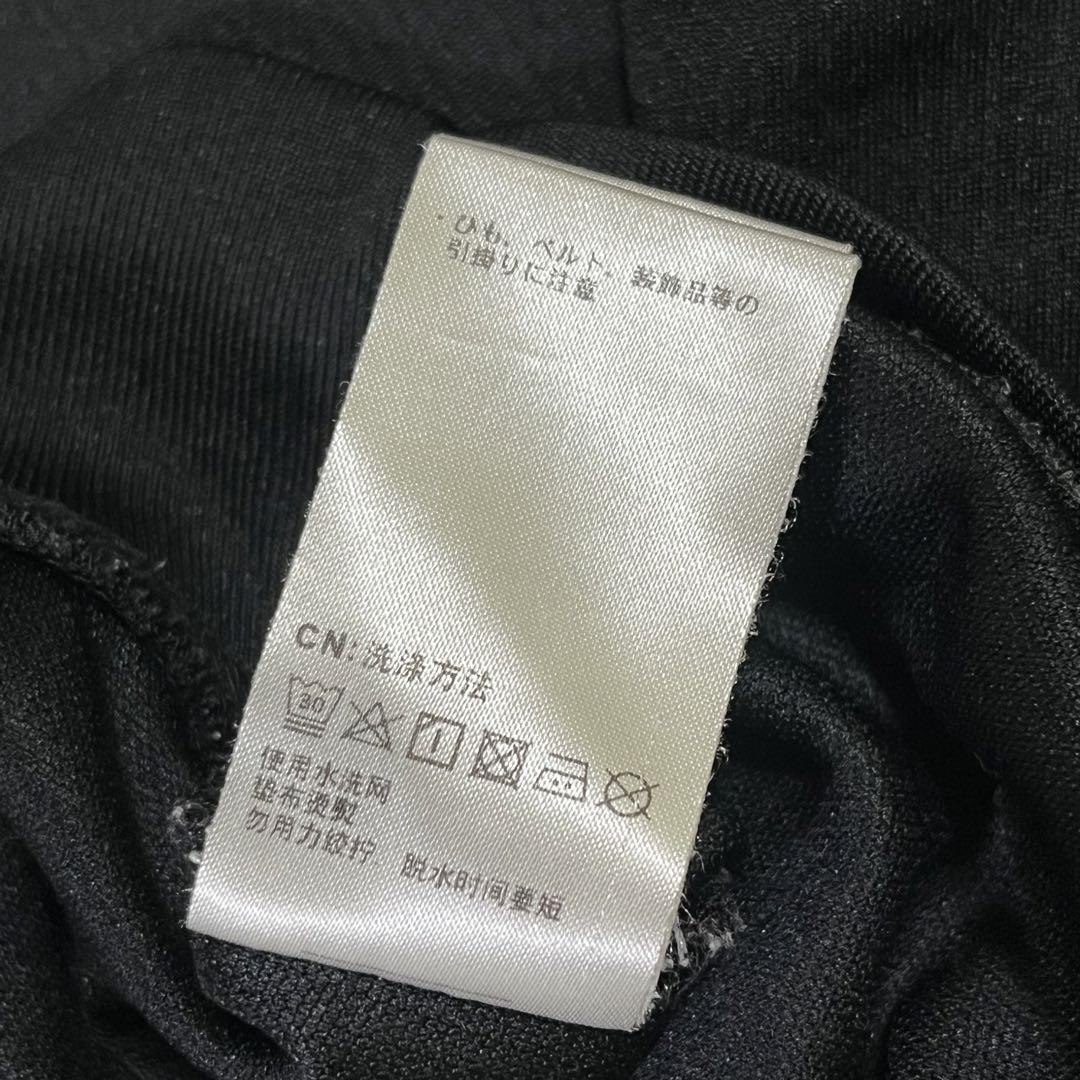 ・ひも、ベルト、装飾品等の
引掛りに注意
CN:洗涤方法
30
使用水洗网
垫布烫製
勿用力绞拧 脱水时间要短